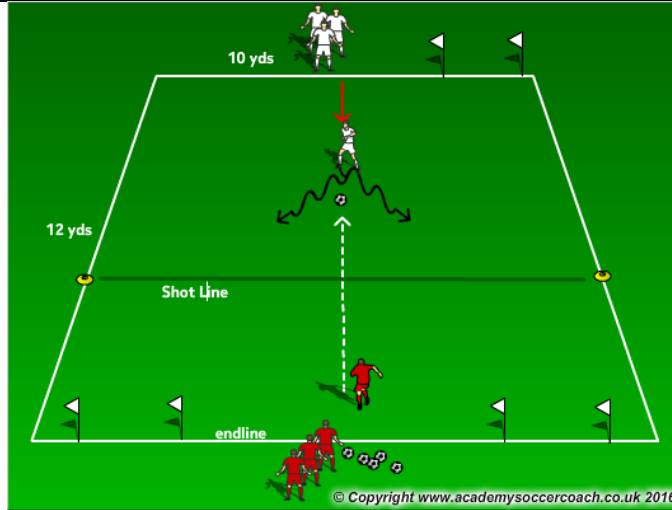 10 yds
12 yds
Shot Line
endline
© Copyright www.academysoccercoach.co.uk 2016